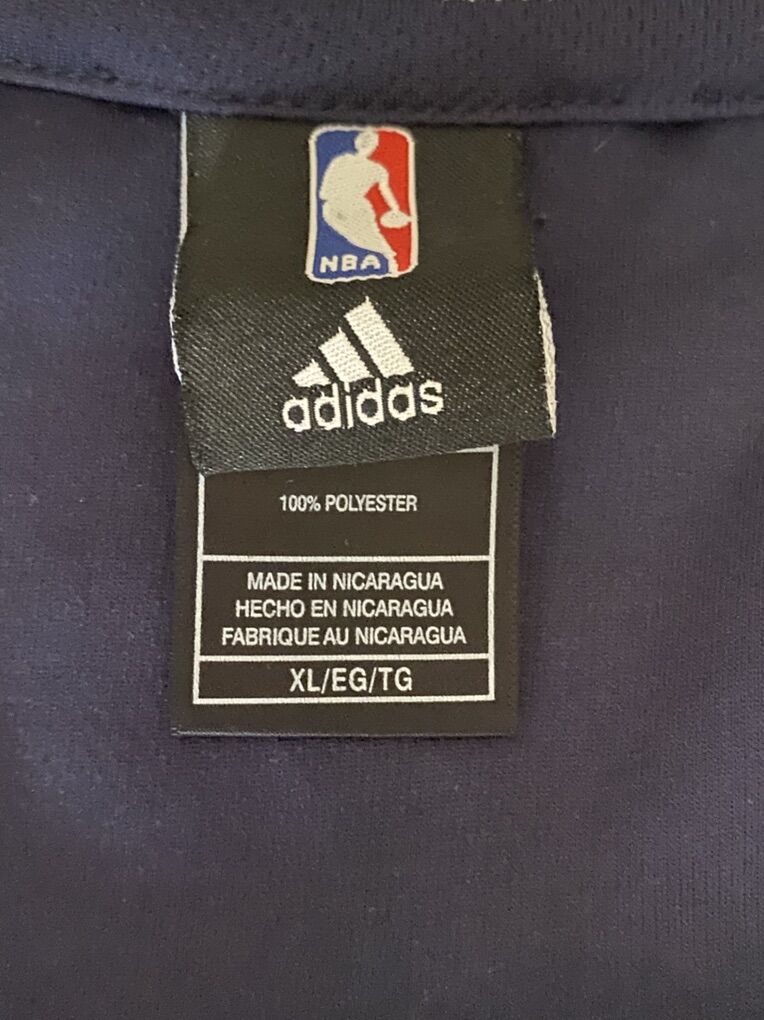 NBA
adidas
100% POLYESTER
MADE IN NICARAGUA
HECHO EN NICARAGUA
FABRIQUE AU NICARAGUA
XL/EG/TG